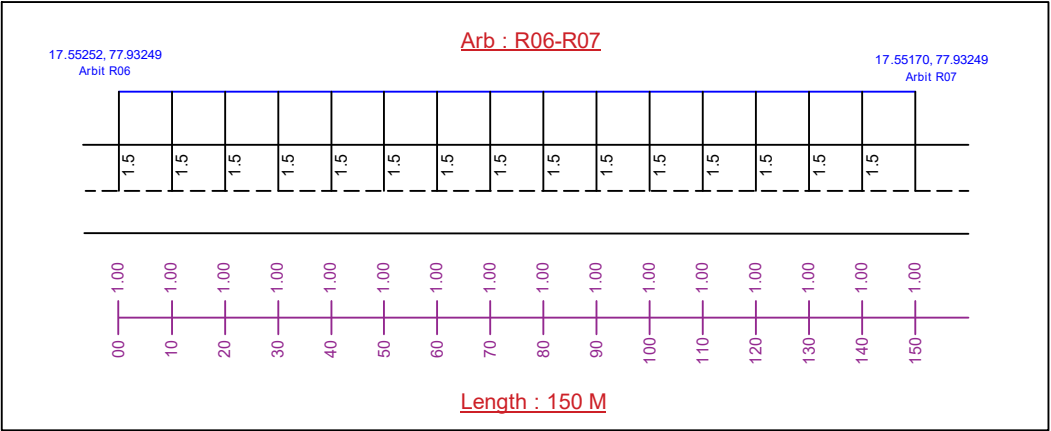 Arb : R06-R07
17.55252, 77.93249
Arbit R06
17.55170, 77.93249
Arbit R07
1.5 1.5 1.5 1.5 1.5 1.5 1.5 1.5 1.5 1.5 1.5 1.5 1.5 1.5 1.5
1.00 1.00 1.00 1.00 1.00 1.00 1.00 1.00 1.00 1.00 1.00 1.00 1.00 1.00 1.00 1.00
00 10 20 30 40 50 60 70 80 90 100 110 120 130 140 150
Length : 150 M